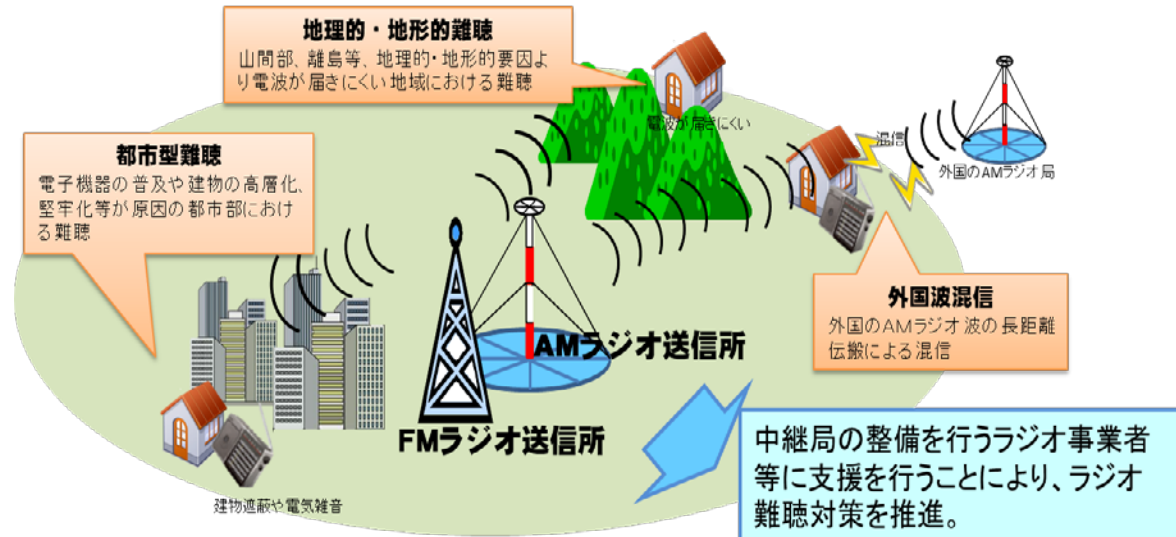 地理的・地形的難聴
山間部、離島等、地理的・地形的要因よ
り電波が届きにくい地域における難聴
電波が届きにくい
混信
外国のAMラジオ局
都市型難聴
電子機器の普及や建物の高層化、
堅牢化等が原因の都市部におけ
る難聴
外国波混信
外国のAMラジオ波の長距離
伝搬による混信
AMラジオ送信所
FMラジオ送信所
建物遮蔽や電気雑音
中継局の整備を行うラジオ事業者
等に支援を行うことにより、ラジオ
難聴対策を推進。